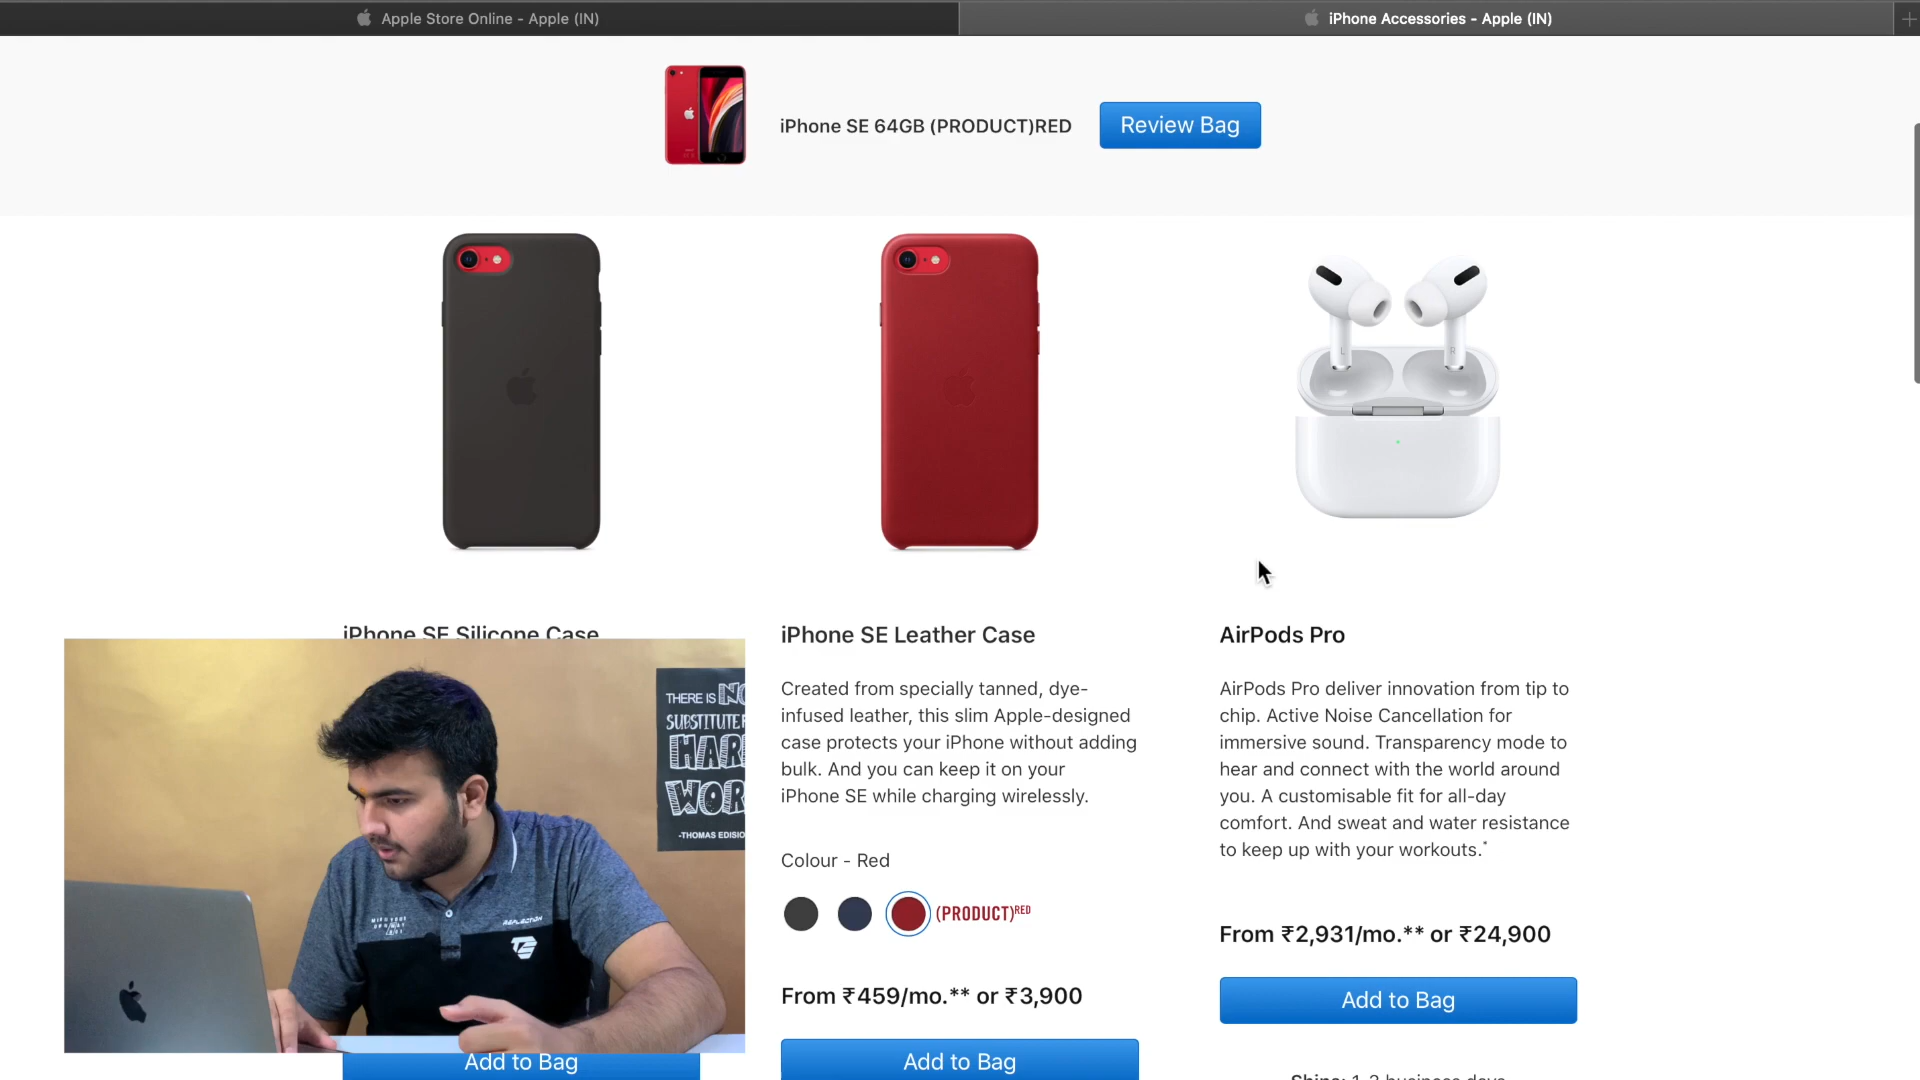 Apple Store Online - Apple (IN)
iPhone Accessories - Apple (IN)
iPhone SE 64GB (PRODUCT)RED
Review Bag
iPhone SE Silicone Case
iPhone SE Leather Case
Created from specially tanned, dye-
infused leather, this slim Apple-designed
case protects your iPhone without adding
bulk. And you can keep it on your
iPhone SE while charging wirelessly.
Colour - Red
(PRODUCT)RED
From ₹459/mo.** or ₹3,900
Add to Bag
AirPods Pro
AirPods Pro deliver innovation from tip to
chip. Active Noise Cancellation for
immersive sound. Transparency mode to
hear and connect with the world around
you. A customisable fit for all-day
comfort. And sweat and water resistance
to keep up with your workouts.*
From ₹2,931/mo.** or ₹24,900
Add to Bag
THERE IS NO
SUBSTITUTE
HAR
WOR
-THOMAS EDISIO
REFLECTION
Add to Bag